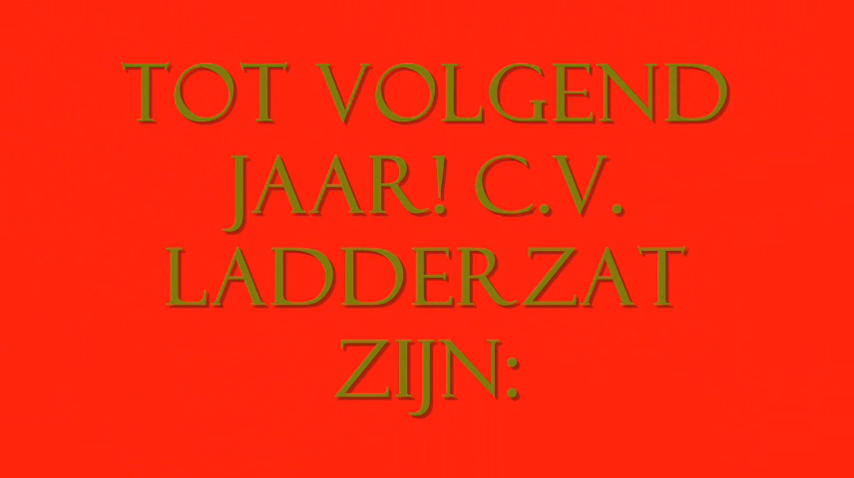 TOT VOLGEND
JAAR! C.V.
LADDERZAT
ZIJN: